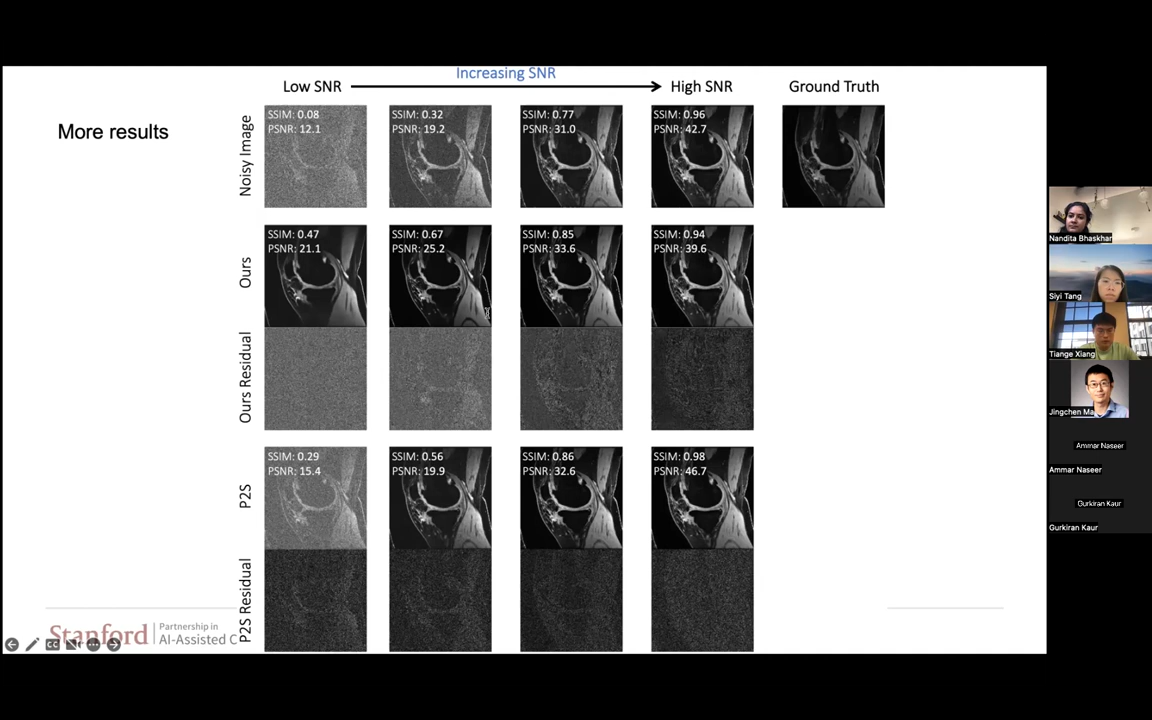 Increasing SNR
Low SNR
High SNR
Ground Truth
More results
Noisy Image
SSIM: 0.08
PSNR: 12.1
SSIM: 0.32
PSNR: 19.2
SSIM: 0.77
PSNR: 31.0
SSIM: 0.96
PSNR: 42.7
Ours
SSIM: 0.47
PSNR: 21.1
SSIM: 0.67
PSNR: 25.2
SSIM: 0.85
PSNR: 33.6
SSIM: 0.94
PSNR: 39.6
Ours Residual
P2S
SSIM: 0.29
PSNR: 15.4
SSIM: 0.56
PSNR: 19.9
SSIM: 0.86
PSNR: 32.6
SSIM: 0.98
PSNR: 46.7
P2S Residual
Stanford
Partnership in
AI-Assisted C
CC
Nandita Bhaskhar
Siyi Tang
Tiange Xiang
Jingchen Ma
Ammar Naseer
Ammar Naseer
Gurkiran Kaur
Gurkiran Kaur